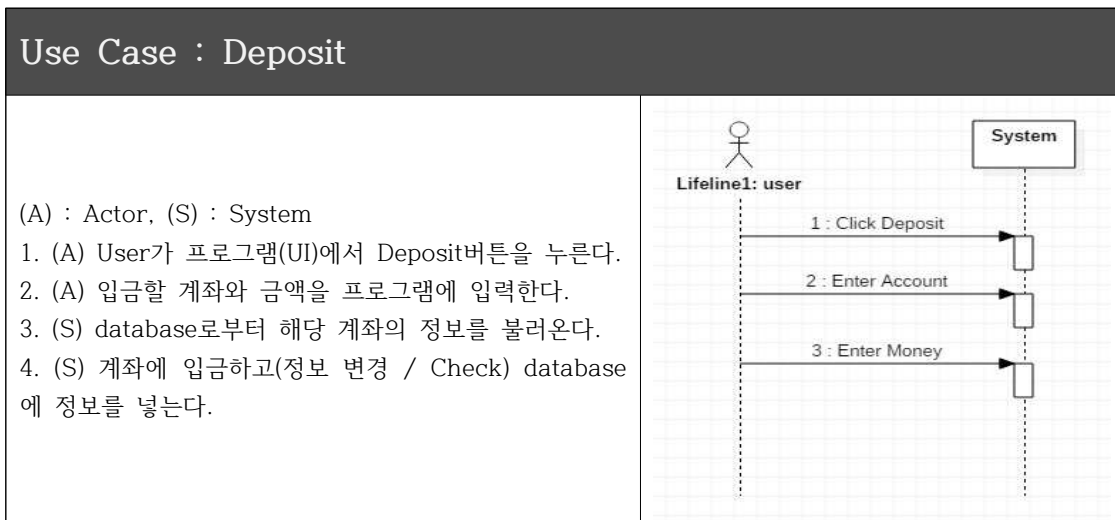 Use Case : Deposit
(A) : Actor, (S) : System
1. (A) User가 프로그램(UI)에서 Deposit버튼을 누른다.
2. (A) 입금할 계좌와 금액을 프로그램에 입력한다.
3. (S) database로부터 해당 계좌의 정보를 불러온다.
4. (S) 계좌에 입금하고(정보 변경 / Check) database
에 정보를 넣는다.
System
Lifeline1: user
1 : Click Deposit
2 : Enter Account
3 : Enter Money